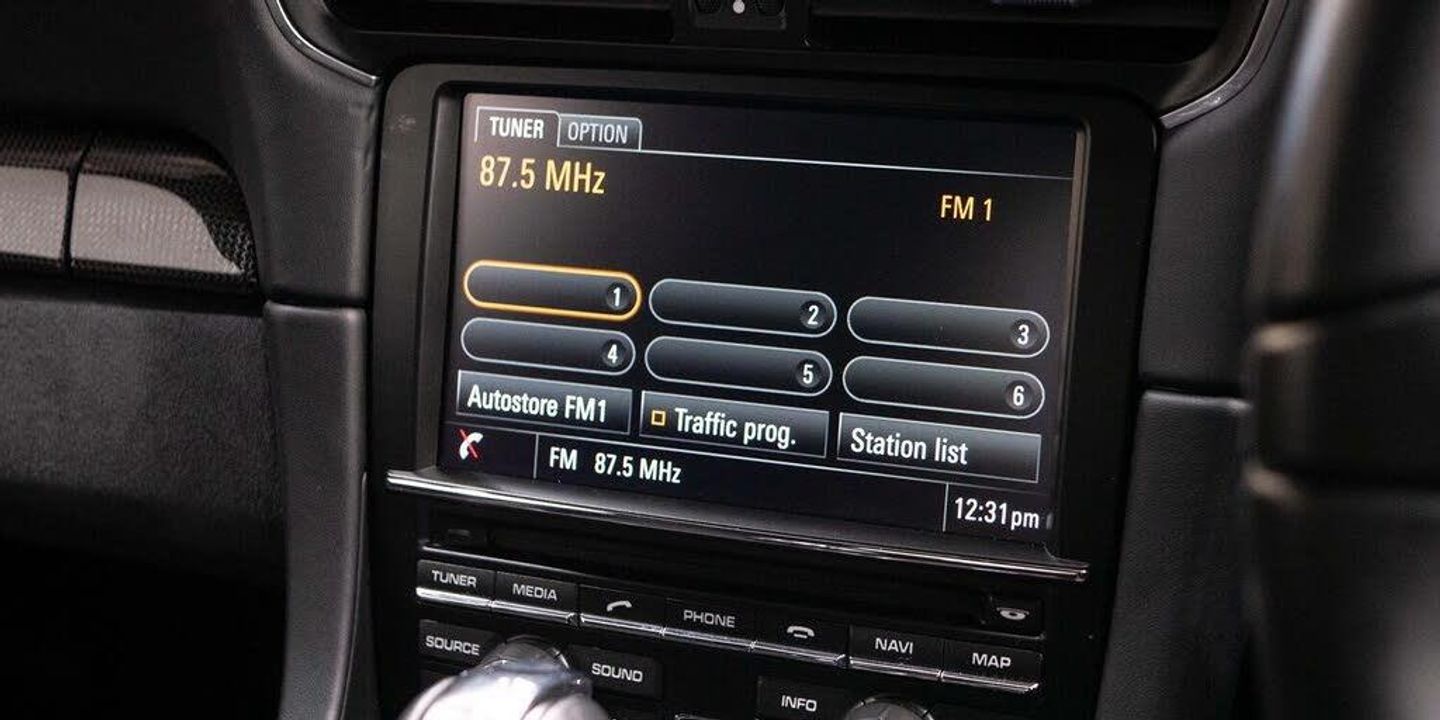 TUNER OPTION
87.5 MHz
FM 1
1 2 3
4 5 6
Autostore FM1 Traffic prog. Station list
FM 87.5 MHz 12:31pm
TUNER MEDIA PHONE NAVI MAP
SOURCE SOUND INFO